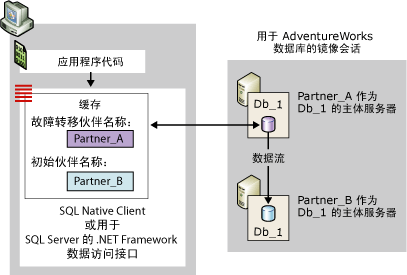 应用程序代码
缓存
故障转移伙伴名称:
Partner_A
初始伙伴名称:
Partner_B
SQL Native Client
或用于
SQL Server 的 .NET Framework
数据访问接口
用于 AdventureWorks
数据库的镜像会话
Db_1
Partner_A 作为
Db_1 的主体服务器
数据流
Db_1
Partner_B 作为
Db_1 的主体服务器